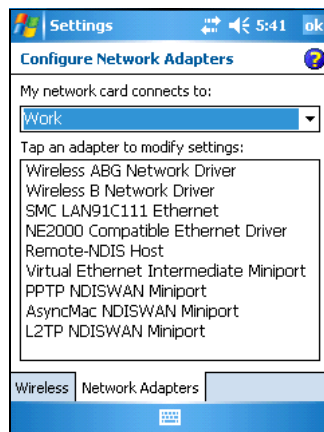 Settings 5:41 ok
Configure Network Adapters ?
My network card connects to:
Work
Tap an adapter to modify settings:
Wireless ABG Network Driver
Wireless B Network Driver
SMC LAN91C111 Ethernet
NE2000 Compatible Ethernet Driver
Remote-NDIS Host
Virtual Ethernet Intermediate Miniport
PPTP NDISWAN Miniport
AsyncMac NDISWAN Miniport
L2TP NDISWAN Miniport
Wireless Network Adapters